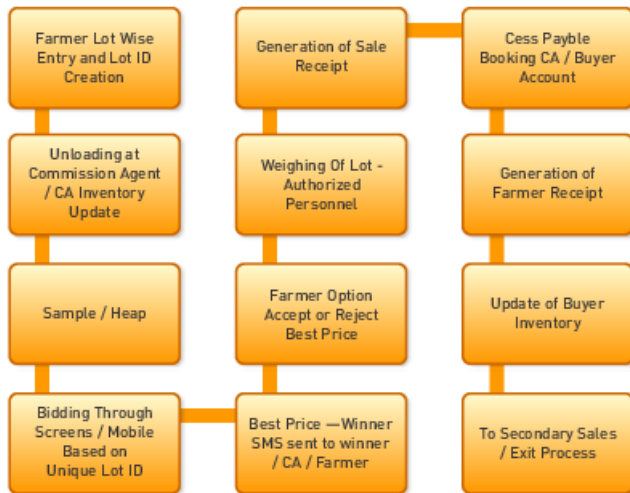 Farmer Lot Wise
Entry and Lot ID
Creation
Unloading at
Commission Agent
/ CA Inventory
Update
Sample / Heap
Bidding Through
Screens / Mobile
Based on
Unique Lot ID
Best Price —Winner
SMS sent to winner
/ CA / Farmer
Farmer Option
Accept or Reject
Best Price
Weighing Of Lot -
Authorized
Personnel
Generation of Sale
Receipt
Cess Payble
Booking CA / Buyer
Account
Generation of
Farmer Receipt
Update of Buyer
Inventory
To Secondary Sales
/ Exit Process